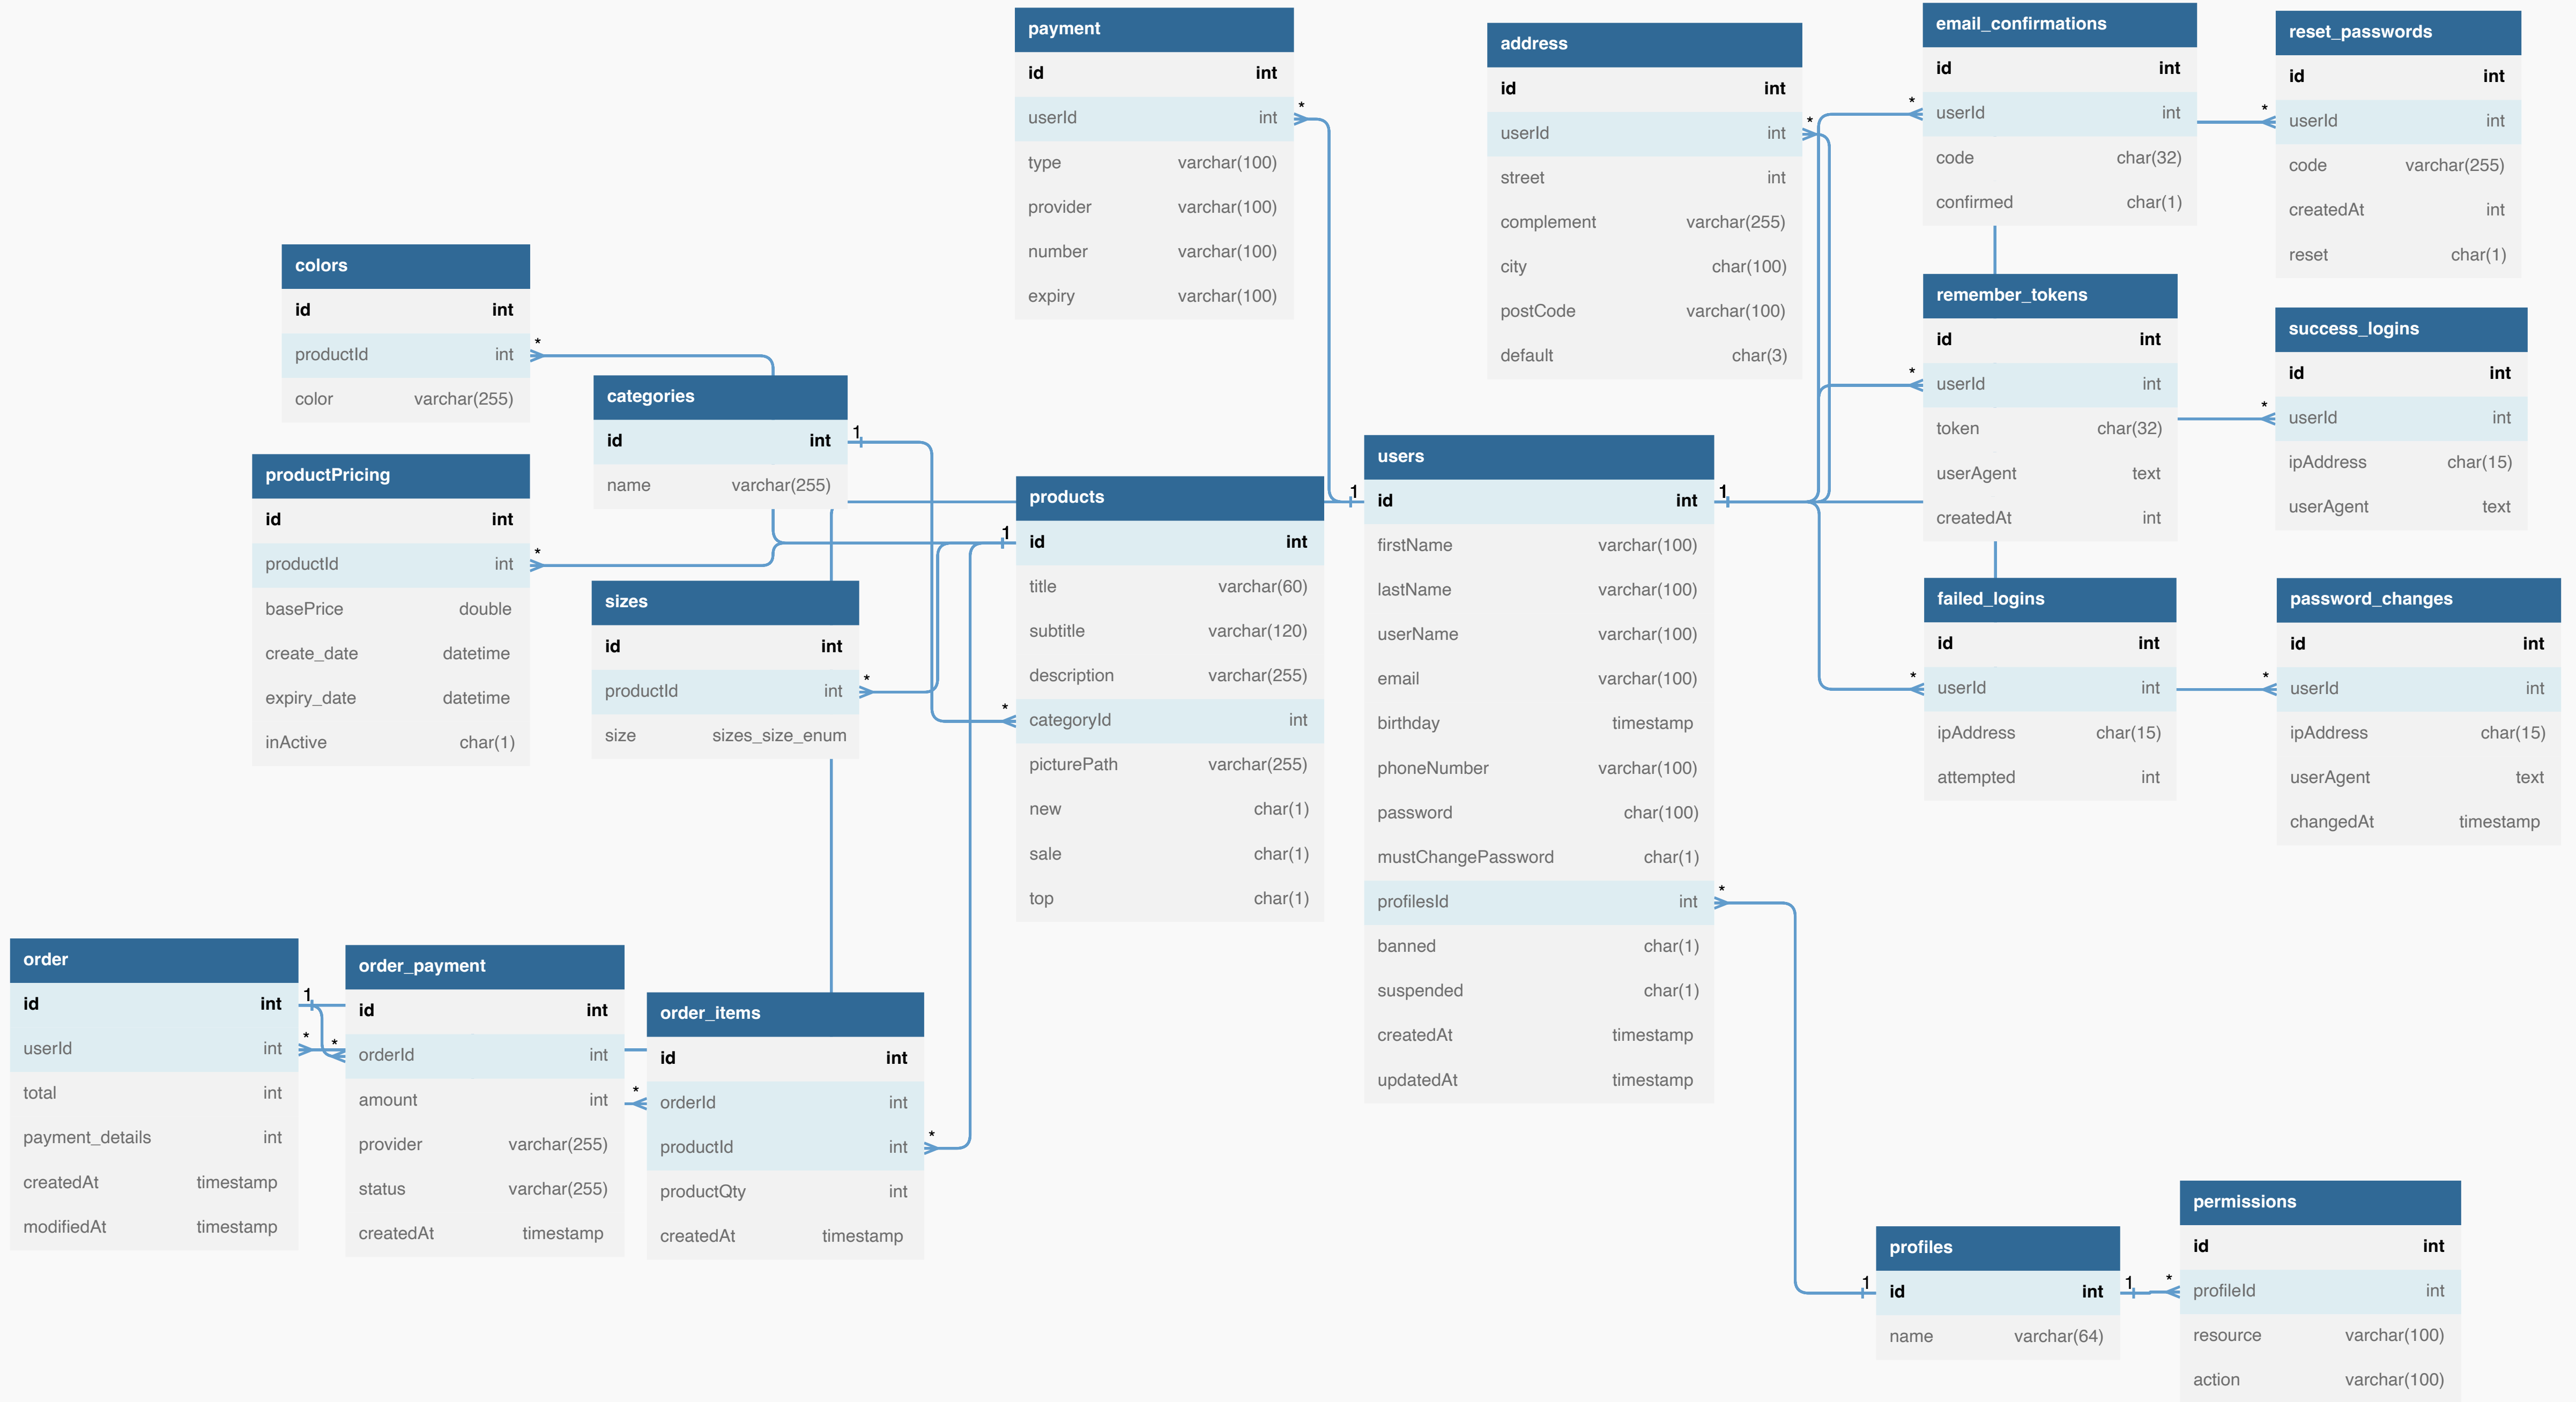 payment
id int
* userId int
type varchar(100)
provider varchar(100)
number varchar(100)
expiry varchar(100)
address
id int
* userId int
street int
complement varchar(255)
city char(100)
postCode varchar(100)
default char(3)
email_confirmations
id int
* userId int
code char(32)
confirmed char(1)
reset_passwords
id int
* userId int
code varchar(255)
createdAt int
reset char(1)
colors
id int
productId int *
color varchar(255)
categories
id int 1
name varchar(255)
remember_tokens
id int
* userId int
token char(32)
userAgent text
createdAt int
success_logins
id int
* userId int
ipAddress char(15)
userAgent text
productPricing
id int
productId int *
basePrice double
create_date datetime
expiry_date datetime
inActive char(1)
sizes
id int
productId int *
size sizes_size_enum
products
1 id int
title varchar(60)
subtitle varchar(120)
description varchar(255)
* categoryId int
picturePath varchar(255)
new char(1)
sale char(1)
top char(1)
users
1 id int 1
firstName varchar(100)
lastName varchar(100)
userName varchar(100)
email varchar(100)
birthday timestamp
phoneNumber varchar(100)
password char(100)
mustChangePassword char(1)
profilesId int *
banned char(1)
suspended char(1)
createdAt timestamp
updatedAt timestamp
failed_logins
id int
* userId int
ipAddress char(15)
attempted int
password_changes
id int
* userId int
ipAddress char(15)
userAgent text
changedAt timestamp
order
id int 1
userId int *
total int
payment_details int
createdAt timestamp
modifiedAt timestamp
order_payment
id int
* orderId int
amount int
provider varchar(255)
status varchar(255)
createdAt timestamp
order_items
id int
* orderId int
productId int *
productQty int
createdAt timestamp
profiles
1 id int 1
name varchar(64)
permissions
id int
* profileId int
resource varchar(100)
action varchar(100)